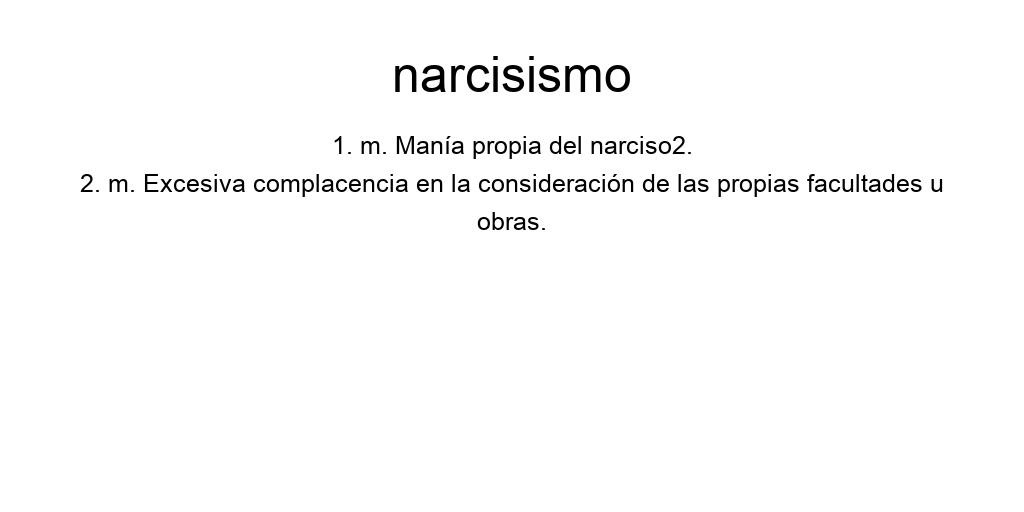 narcisismo
1. m. Manía propia del narciso2.
2. m. Excesiva complacencia en la consideración de las propias facultades u
obras.